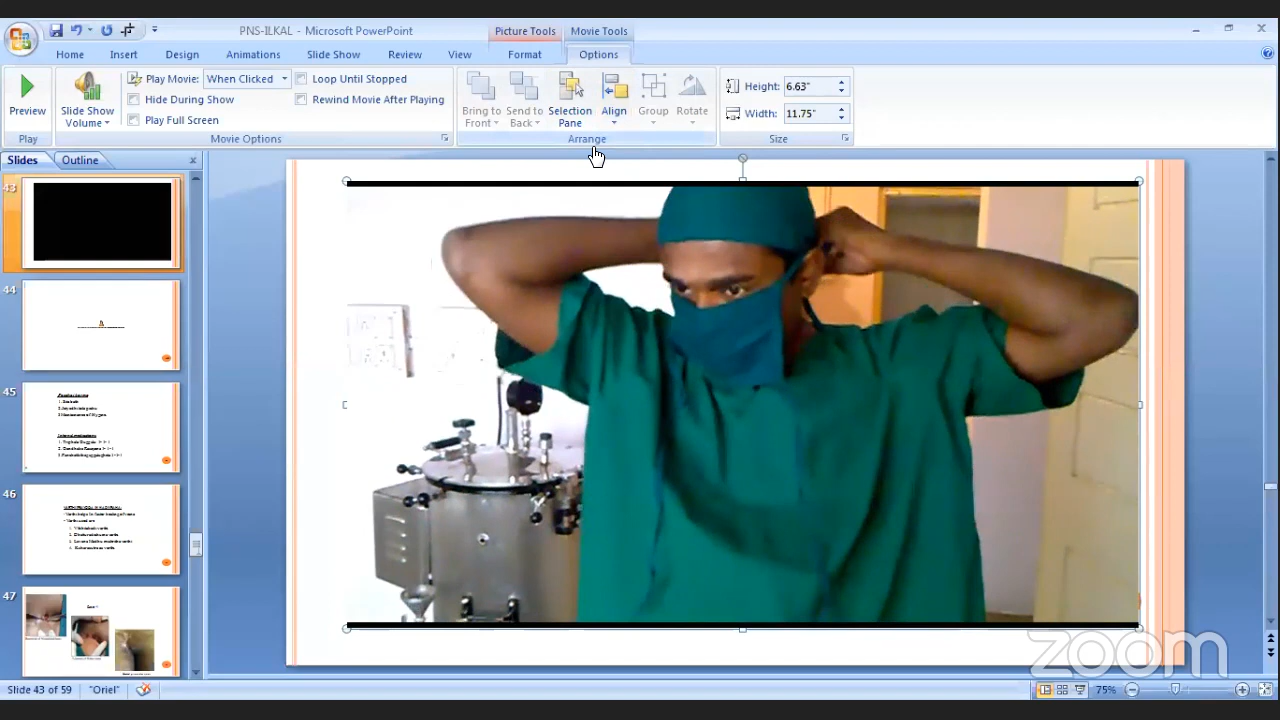 PNS-ILKAL - Microsoft PowerPoint
Picture Tools
Movie Tools
Home
Insert
Design
Animations
Slide Show
Review
View
Format
Options
Preview
Slide Show Volume
Play Movie: When Clicked
Hide During Show
Play Full Screen
Loop Until Stopped
Rewind Movie After Playing
Bring to Front
Send to Back
Selection Pane
Align
Group
Rotate
Height: 6.63"
Width: 11.75"
Play
Movie Options
Arrange
Size
Slides
Outline
43
44
45
46
47
zoom
Slide 43 of 59
"Oriel"
75%